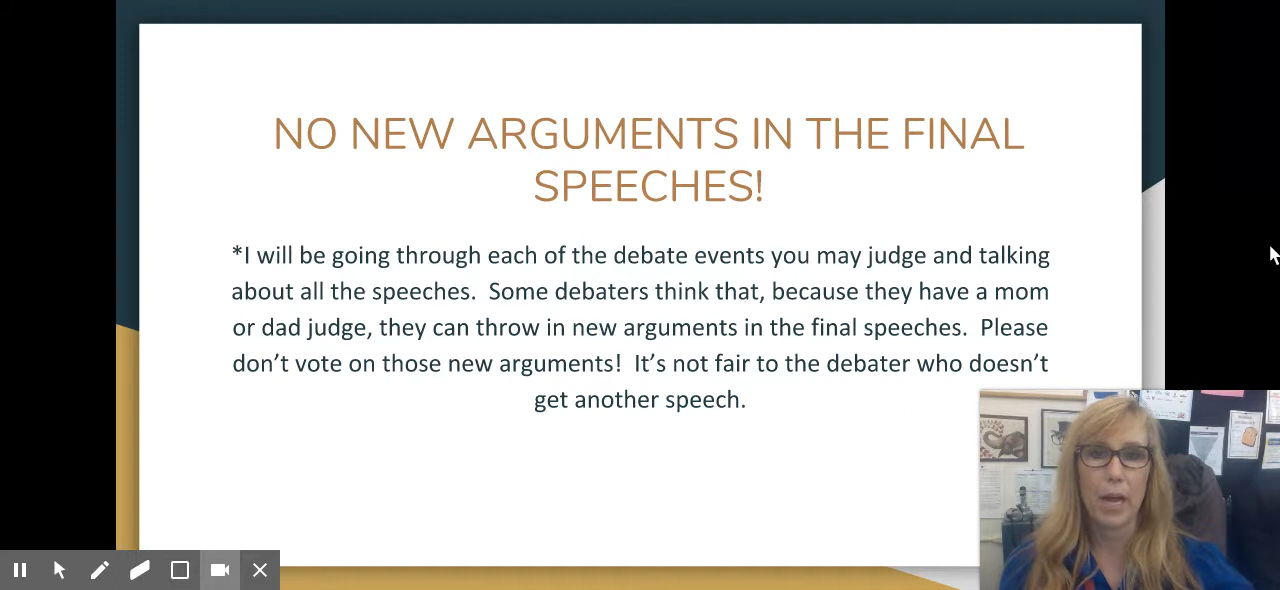 NO NEW ARGUMENTS IN THE FINAL
SPEECHES!
*I will be going through each of the debate events you may judge and talking
about all the speeches.  Some debaters think that, because they have a mom
or dad judge, they can throw in new arguments in the final speeches.  Please
don’t vote on those new arguments!  It’s not fair to the debater who doesn’t
get another speech.